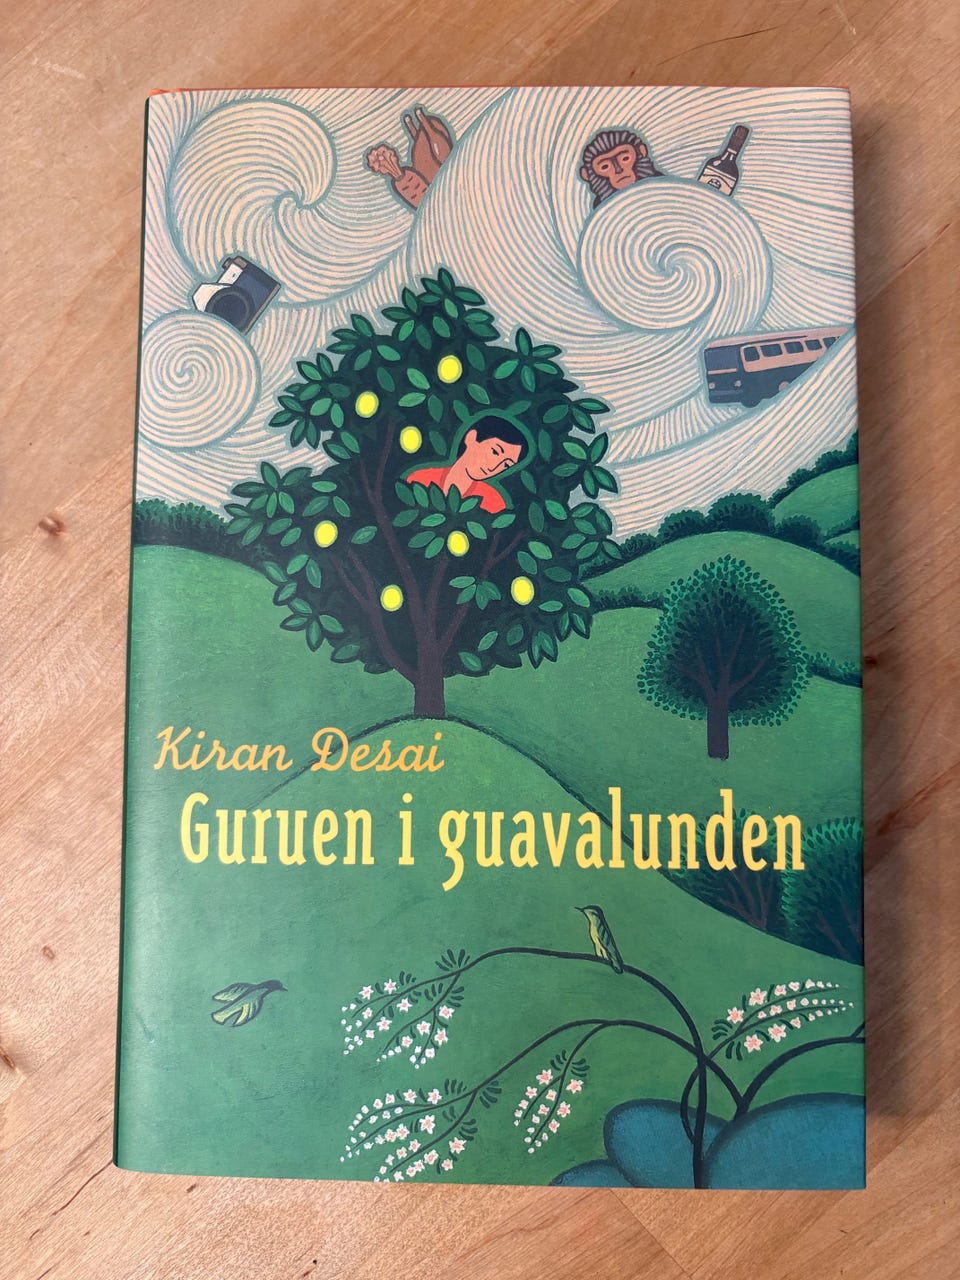 Kiran Desai
Guruen i guavalunden